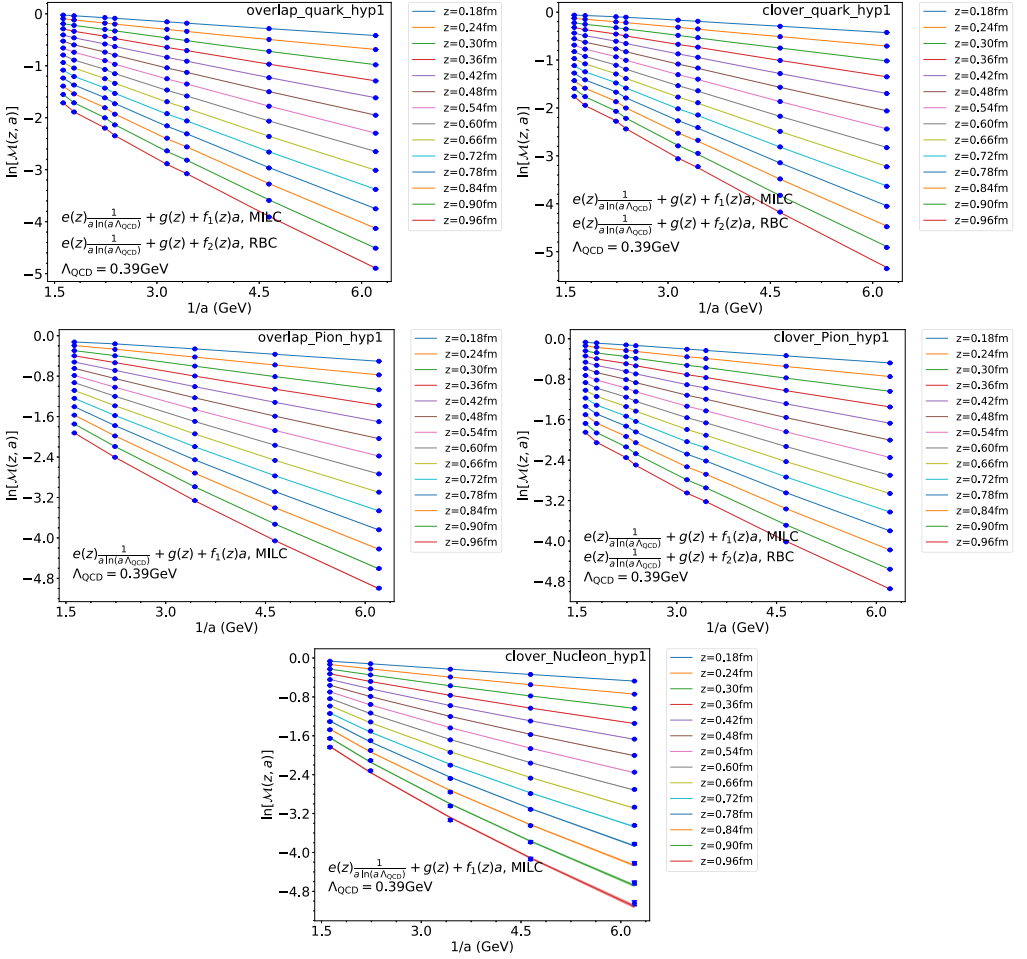 overlap_quark_hyp1
0.0
−1
−2
−3
−4
−5
ln[ℳ(z, a)]
e(z) 1/(a ln(aΛ_QCD)) + g(z) + f₁(z)a, MILC
e(z) 1/(a ln(aΛ_QCD)) + g(z) + f₂(z)a, RBC
Λ_QCD = 0.39GeV
1.5 3.0 4.5 6.0
1/a (GeV)
z=0.18fm
z=0.24fm
z=0.30fm
z=0.36fm
z=0.42fm
z=0.48fm
z=0.54fm
z=0.60fm
z=0.66fm
z=0.72fm
z=0.78fm
z=0.84fm
z=0.90fm
z=0.96fm
clover_quark_hyp1
0.0
−1
−2
−3
−4
−5
ln[ℳ(z, a)]
e(z) 1/(a ln(aΛ_QCD)) + g(z) + f₁(z)a, MILC
e(z) 1/(a ln(aΛ_QCD)) + g(z) + f₂(z)a, RBC
Λ_QCD = 0.39GeV
1.5 3.0 4.5 6.0
1/a (GeV)
z=0.18fm
z=0.24fm
z=0.30fm
z=0.36fm
z=0.42fm
z=0.48fm
z=0.54fm
z=0.60fm
z=0.66fm
z=0.72fm
z=0.78fm
z=0.84fm
z=0.90fm
z=0.96fm
overlap_Pion_hyp1
0.0
−0.8
−1.6
−2.4
−3.2
−4.0
−4.8
ln[ℳ(z, a)]
e(z) 1/(a ln(aΛ_QCD)) + g(z) + f₁(z)a, MILC
Λ_QCD = 0.39GeV
1.5 3.0 4.5 6.0
1/a (GeV)
z=0.18fm
z=0.24fm
z=0.30fm
z=0.36fm
z=0.42fm
z=0.48fm
z=0.54fm
z=0.60fm
z=0.66fm
z=0.72fm
z=0.78fm
z=0.84fm
z=0.90fm
z=0.96fm
clover_Pion_hyp1
0.0
−0.8
−1.6
−2.4
−3.2
−4.0
−4.8
ln[ℳ(z, a)]
e(z) 1/(a ln(aΛ_QCD)) + g(z) + f₁(z)a, MILC
e(z) 1/(a ln(aΛ_QCD)) + g(z) + f₂(z)a, RBC
Λ_QCD = 0.39GeV
1.5 3.0 4.5 6.0
1/a (GeV)
z=0.18fm
z=0.24fm
z=0.30fm
z=0.36fm
z=0.42fm
z=0.48fm
z=0.54fm
z=0.60fm
z=0.66fm
z=0.72fm
z=0.78fm
z=0.84fm
z=0.90fm
z=0.96fm
clover_Nucleon_hyp1
0.0
−0.8
−1.6
−2.4
−3.2
−4.0
−4.8
ln[ℳ(z, a)]
e(z) 1/(a ln(aΛ_QCD)) + g(z) + f₁(z)a, MILC
Λ_QCD = 0.39GeV
1.5 3.0 4.5 6.0
1/a (GeV)
z=0.18fm
z=0.24fm
z=0.30fm
z=0.36fm
z=0.42fm
z=0.48fm
z=0.54fm
z=0.60fm
z=0.66fm
z=0.72fm
z=0.78fm
z=0.84fm
z=0.90fm
z=0.96fm